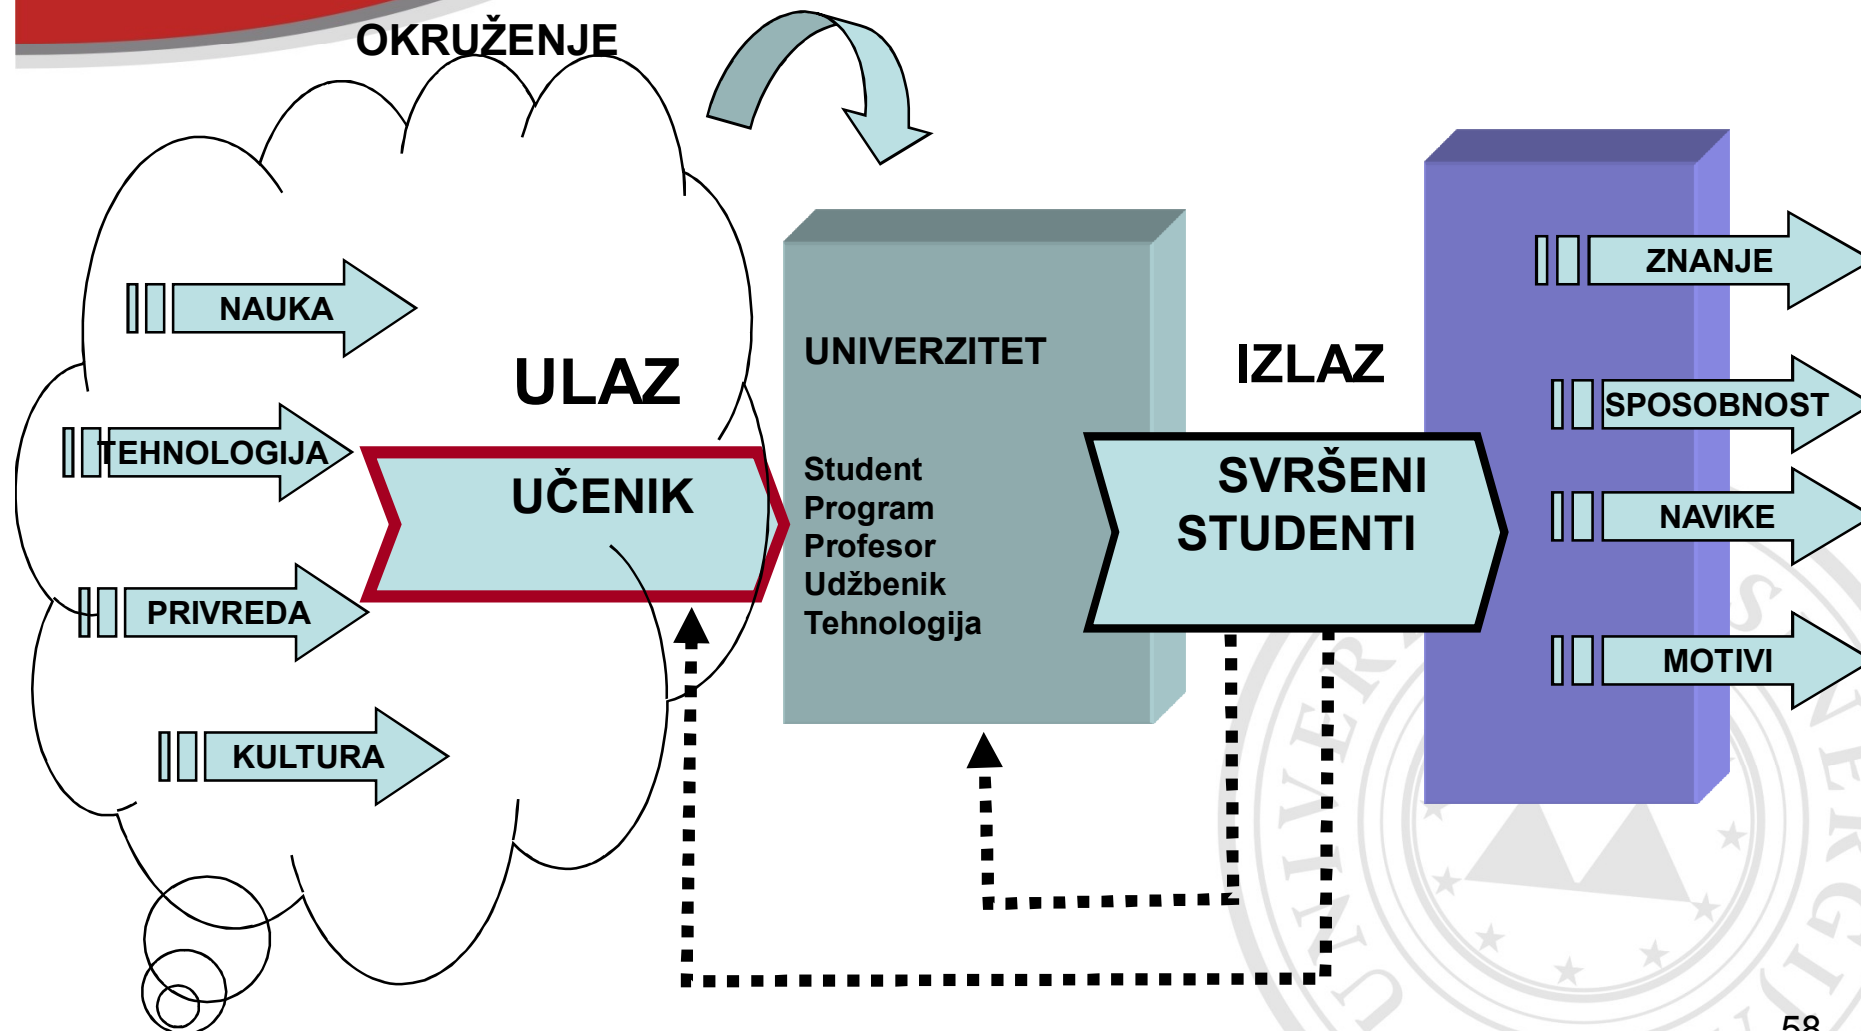 OKRUŽENJE
NAUKA
TEHNOLOGIJA
PRIVREDA
KULTURA
ULAZ
UČENIK
UNIVERZITET
Student
Program
Profesor
Udžbenik
Tehnologija
IZLAZ
SVRŠENI
STUDENTI
ZNANJE
SPOSOBNOST
NAVIKE
MOTIVI
58